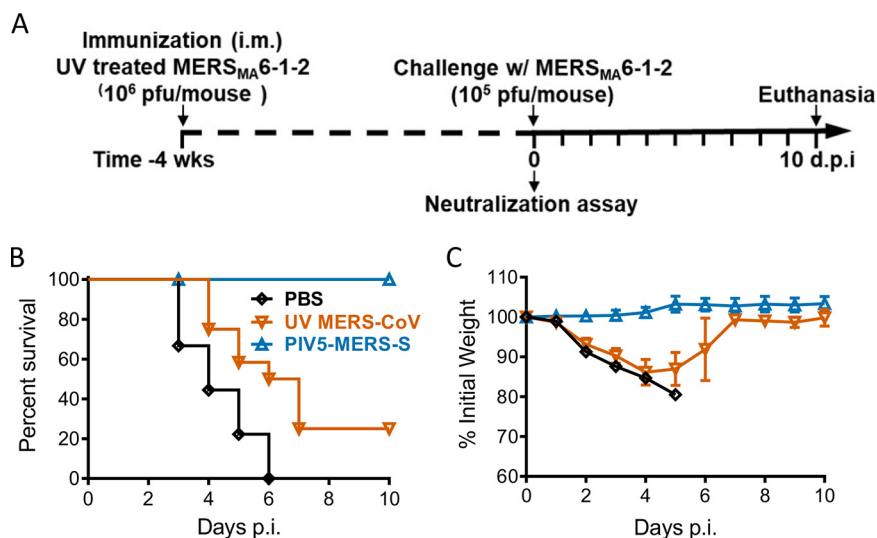 A
Immunization (i.m.)
UV treated MERSMA6-1-2
(10⁶ pfu/mouse )
Challenge w/ MERSMA6-1-2
(10⁵ pfu/mouse)
Euthanasia
Time -4 wks
0
10 d.p.i
Neutralization assay
B
100
80
60
40
20
0
Percent survival
0 2 4 6 8 10
Days p.i.
PBS
UV MERS-CoV
PIV5-MERS-S
C
110
100
90
80
70
60
% Initial Weight
0 2 4 6 8 10
Days p.i.